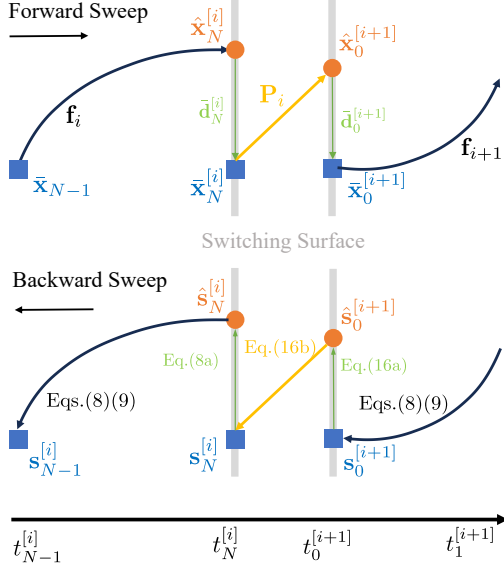 Forward Sweep
x̂_N^{[i]}
x̂_0^{[i+1]}
f_i
d̄_N^{[i]}
P_i
d̄_0^{[i+1]}
f_{i+1}
x̄_{N-1}
x̄_N^{[i]}
x̄_0^{[i+1]}
Switching Surface
Backward Sweep
ŝ_N^{[i]}
ŝ_0^{[i+1]}
Eq.(8a)
Eq.(16b)
Eq.(16a)
Eqs.(8)(9)
Eqs.(8)(9)
s_{N-1}^{[i]}
s_N^{[i]}
s_0^{[i+1]}
t_{N-1}^{[i]}
t_N^{[i]}
t_0^{[i+1]}
t_1^{[i+1]}